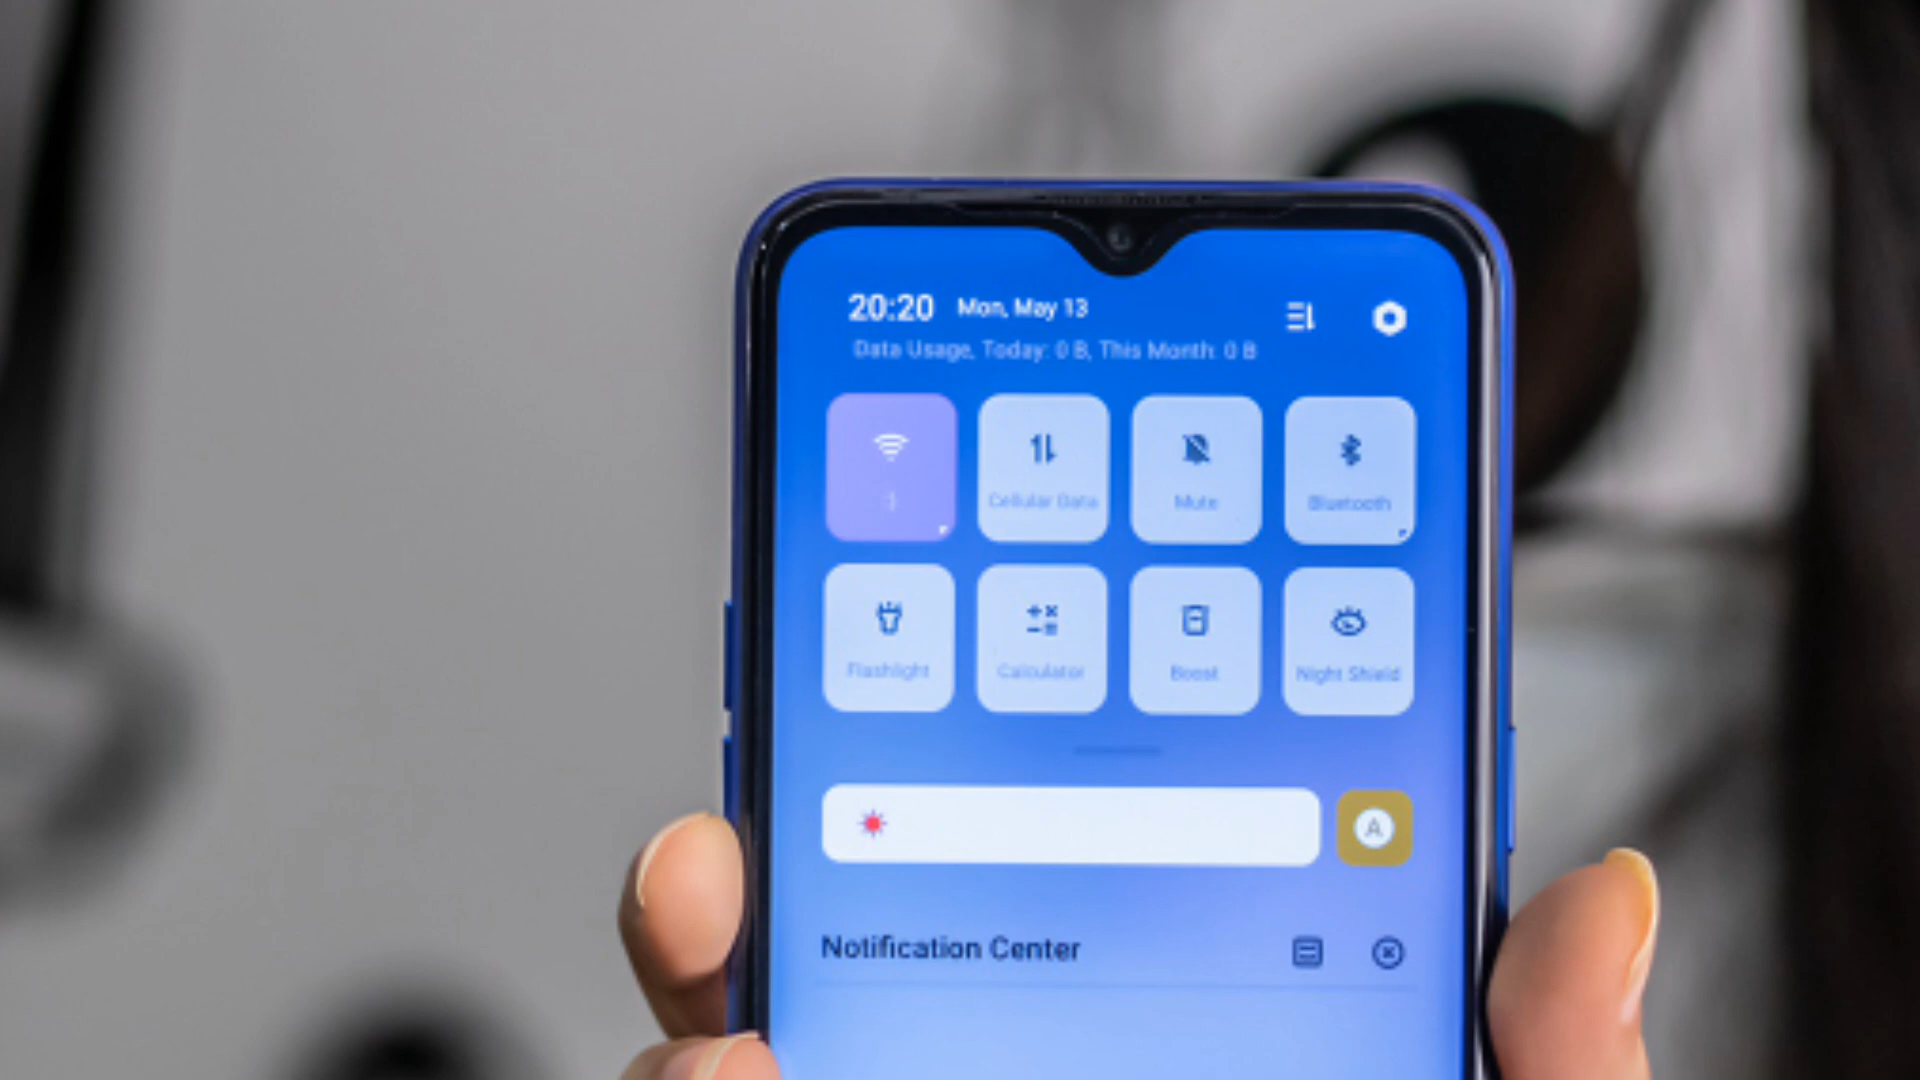 20:20 Mon, May 13
Data Usage, Today: 0 B, This Month: 0 B
Cellular Data Mute Bluetooth
Flashlight Calculator Boost Night Shield
A
Notification Center